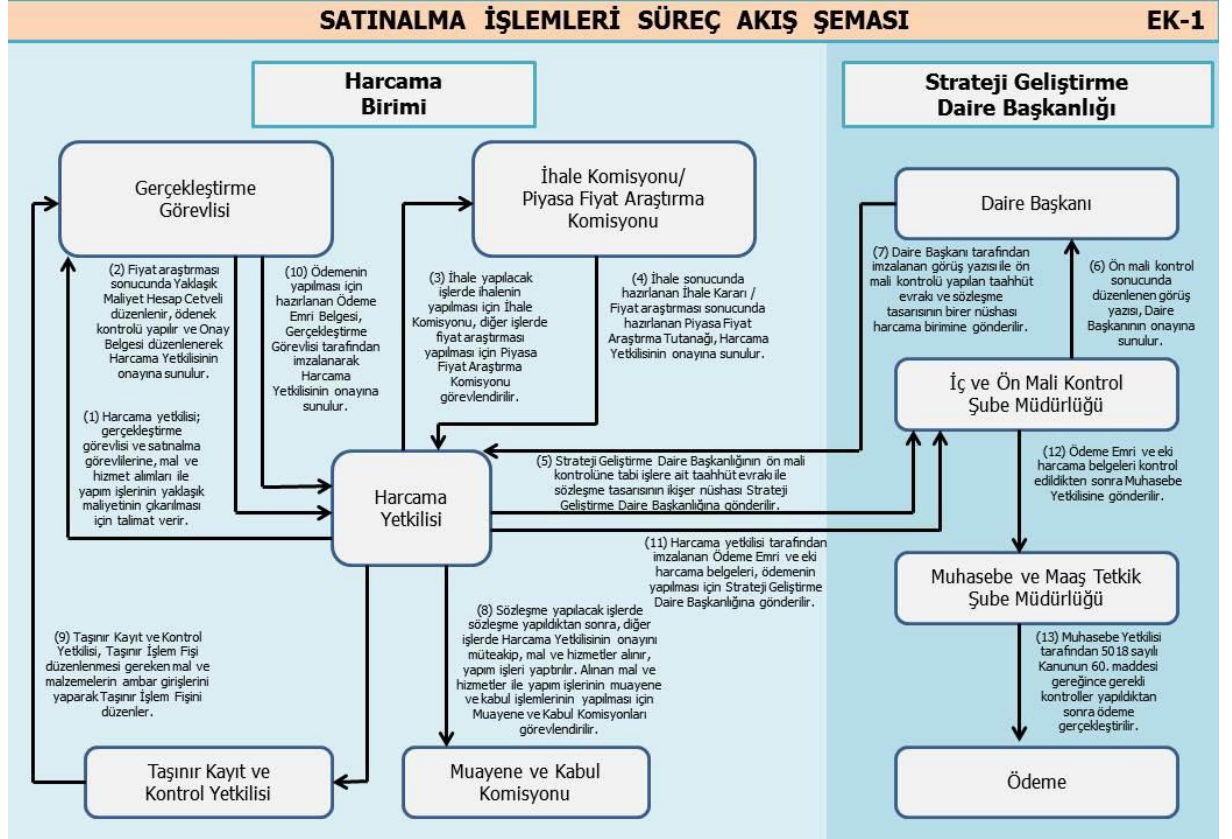 SATINALMA İŞLEMLERİ SÜREÇ AKIŞ ŞEMASI
EK-1
Harcama
Birimi
Strateji Geliştirme
Daire Başkanlığı
Gerçekleştirme
Görevlisi
İhale Komisyonu/
Piyasa Fiyat Araştırma
Komisyonu
Daire Başkanı
(2) Fiyat araştırması
sonucunda Yaklaşık
Maliyet Hesap Cetveli
düzenlenir, ödenek
kontrolü yapılır ve Onay
Belgesi düzenlenerek
Harcama Yetkilisinin
onayına sunulur.
(10) Ödemenin
yapılması için
hazırlanan Ödeme
Emri Belgesi,
Gerçekleştirme
Görevlisi tarafından
imzalanarak
Harcama
Yetkilisinin onayına
sunulur.
(3) İhale yapılacak
işlerde ihalenin
yapılması için İhale
Komisyonu, diğer işlerde
fiyat araştırması
yapılması için Piyasa
Fiyat Araştırma
Komisyonu
görevlendirilir.
(4) İhale sonucunda
hazırlanan İhale Kararı /
Fiyat araştırması sonucunda
hazırlanan Piyasa Fiyat
Araştırma Tutanağı, Harcama
Yetkilisinin onayına sunulur.
(7) Daire Başkanı tarafından
imzalanan görüş yazısı ile ön
mali kontrolü yapılan taahhüt
evrakı ve sözleşme
tasarısının birer nüshası
harcama birimine gönderilir.
(6) Ön mali kontrol
sonucunda
düzenlenen görüş
yazısı, Daire
Başkanının onayına
sunulur.
(1) Harcama yetkilisi;
gerçekleştirme
görevlisi ve satınalma
görevlilerine, mal ve
hizmet alımları ile
yapım işlerinin yaklaşık
maliyetinin çıkarılması
için talimat verir.
İç ve Ön Mali Kontrol
Şube Müdürlüğü
Harcama
Yetkilisi
(5) Strateji Geliştirme Daire Başkanlığının ön mali
kontrolüne tabi işlere ait taahhüt evrakı ile
sözleşme tasarısının ikişer nüshası Strateji
Geliştirme Daire Başkanlığına gönderilir.
(12) Ödeme Emri ve eki
harcama belgeleri kontrol
edildikten sonra Muhasebe
Yetkilisine gönderilir.
(11) Harcama yetkilisi tarafından
imzalanan Ödeme Emri ve eki
harcama belgeleri, ödemenin
yapılması için Strateji Geliştirme
Daire Başkanlığına gönderilir.
Muhasebe ve Maaş Tetkik
Şube Müdürlüğü
(9) Taşınır Kayıt ve Kontrol
Yetkilisi, Taşınır İşlem Fişi
düzenlenmesi gereken mal ve
malzemelerin ambar girişlerini
yaparak Taşınır İşlem Fişini
düzenler.
(8) Sözleşme yapılacak işlerde
sözleşme yapıldıktan sonra, diğer
işlerde Harcama Yetkilisinin onayını
müteakip, mal ve hizmetler alınır,
yapım işleri yaptırılır. Alınan mal ve
hizmetler ile yapım işlerinin muayene
ve kabul işlemlerinin yapılması için
Muayene ve Kabul Komisyonları
görevlendirilir.
(13) Muhasebe Yetkilisi
tarafından 5018 sayılı
Kanunun 60. maddesi
gereğince gerekli
kontroller yapıldıktan
sonra ödeme
gerçekleştirilir.
Taşınır Kayıt ve
Kontrol Yetkilisi
Muayene ve Kabul
Komisyonu
Ödeme